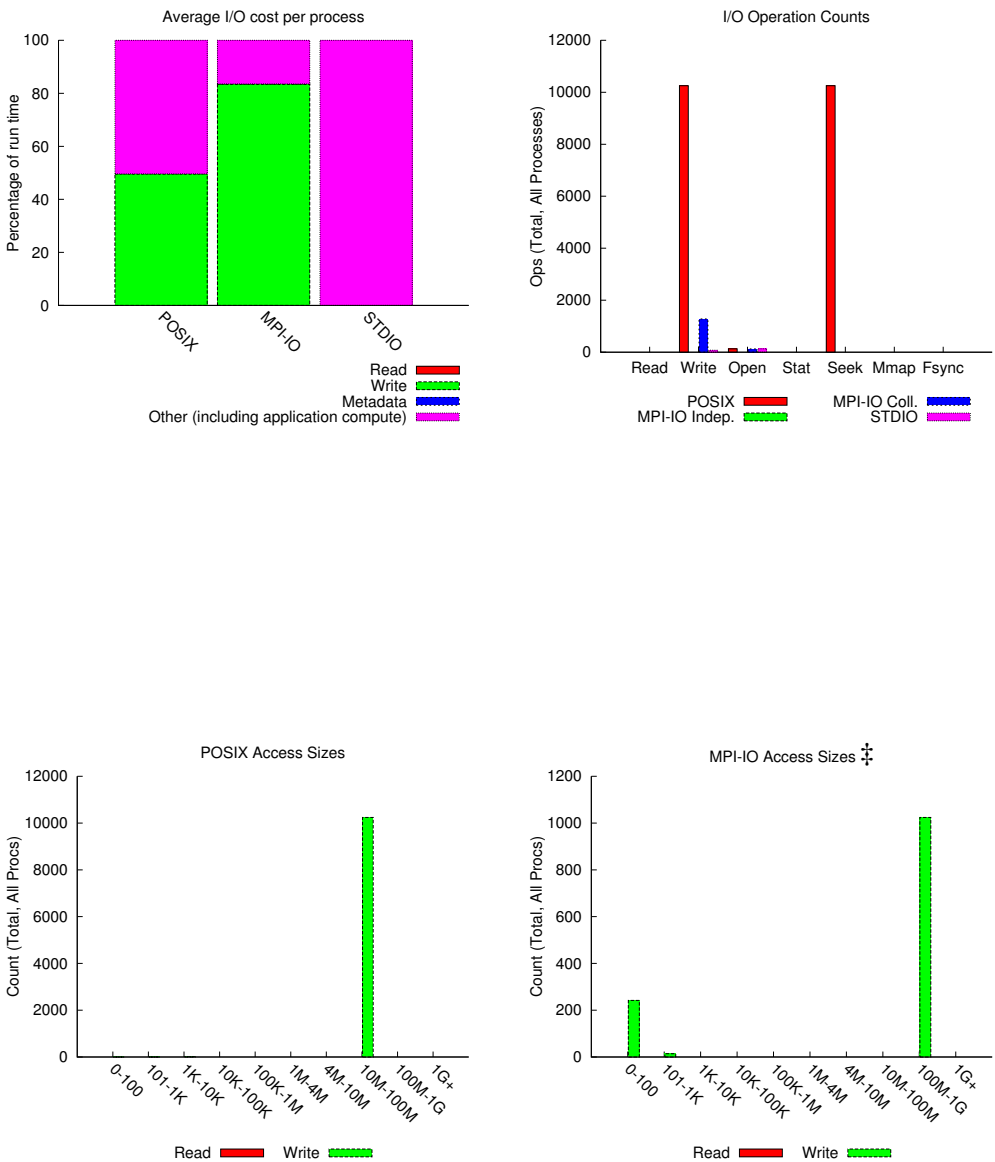 Average I/O cost per process
100
80
60
40
20
0
Percentage of run time
POSIX
MPI-IO
STDIO
Read
Write
Metadata
Other (including application compute)
I/O Operation Counts
12000
10000
8000
6000
4000
2000
0
Ops (Total, All Processes)
Read Write Open Stat Seek Mmap Fsync
POSIX
MPI-IO Indep.
MPI-IO Coll.
STDIO
POSIX Access Sizes
12000
10000
8000
6000
4000
2000
0
Count (Total, All Procs)
0-100
101-1K
1K-10K
10K-100K
100K-1M
1M-4M
4M-10M
10M-100M
100M-1G
1G+
Read Write
MPI-IO Access Sizes ‡
1200
1000
800
600
400
200
0
Count (Total, All Procs)
0-100
101-1K
1K-10K
10K-100K
100K-1M
1M-4M
4M-10M
10M-100M
100M-1G
1G+
Read Write